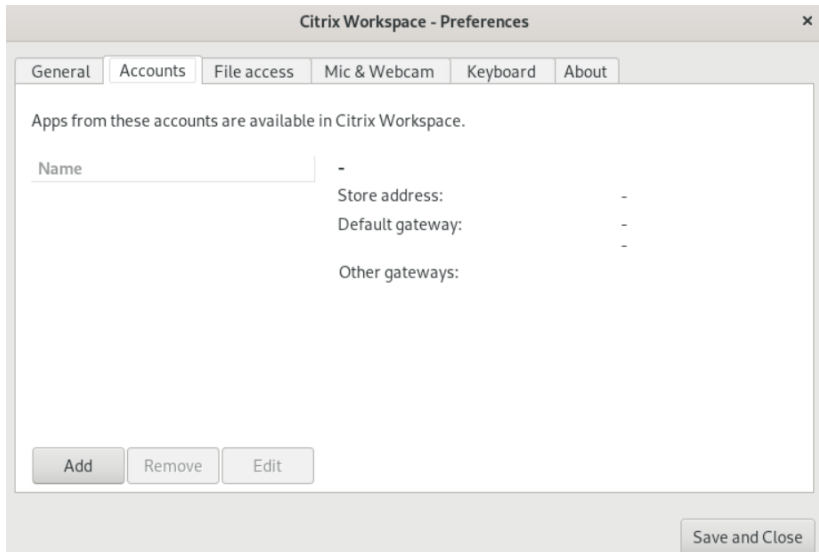 Citrix Workspace - Preferences ×
General Accounts File access Mic & Webcam Keyboard About
Apps from these accounts are available in Citrix Workspace.
Name -
Store address: -
Default gateway: -
-
Other gateways:
Add Remove Edit
Save and Close